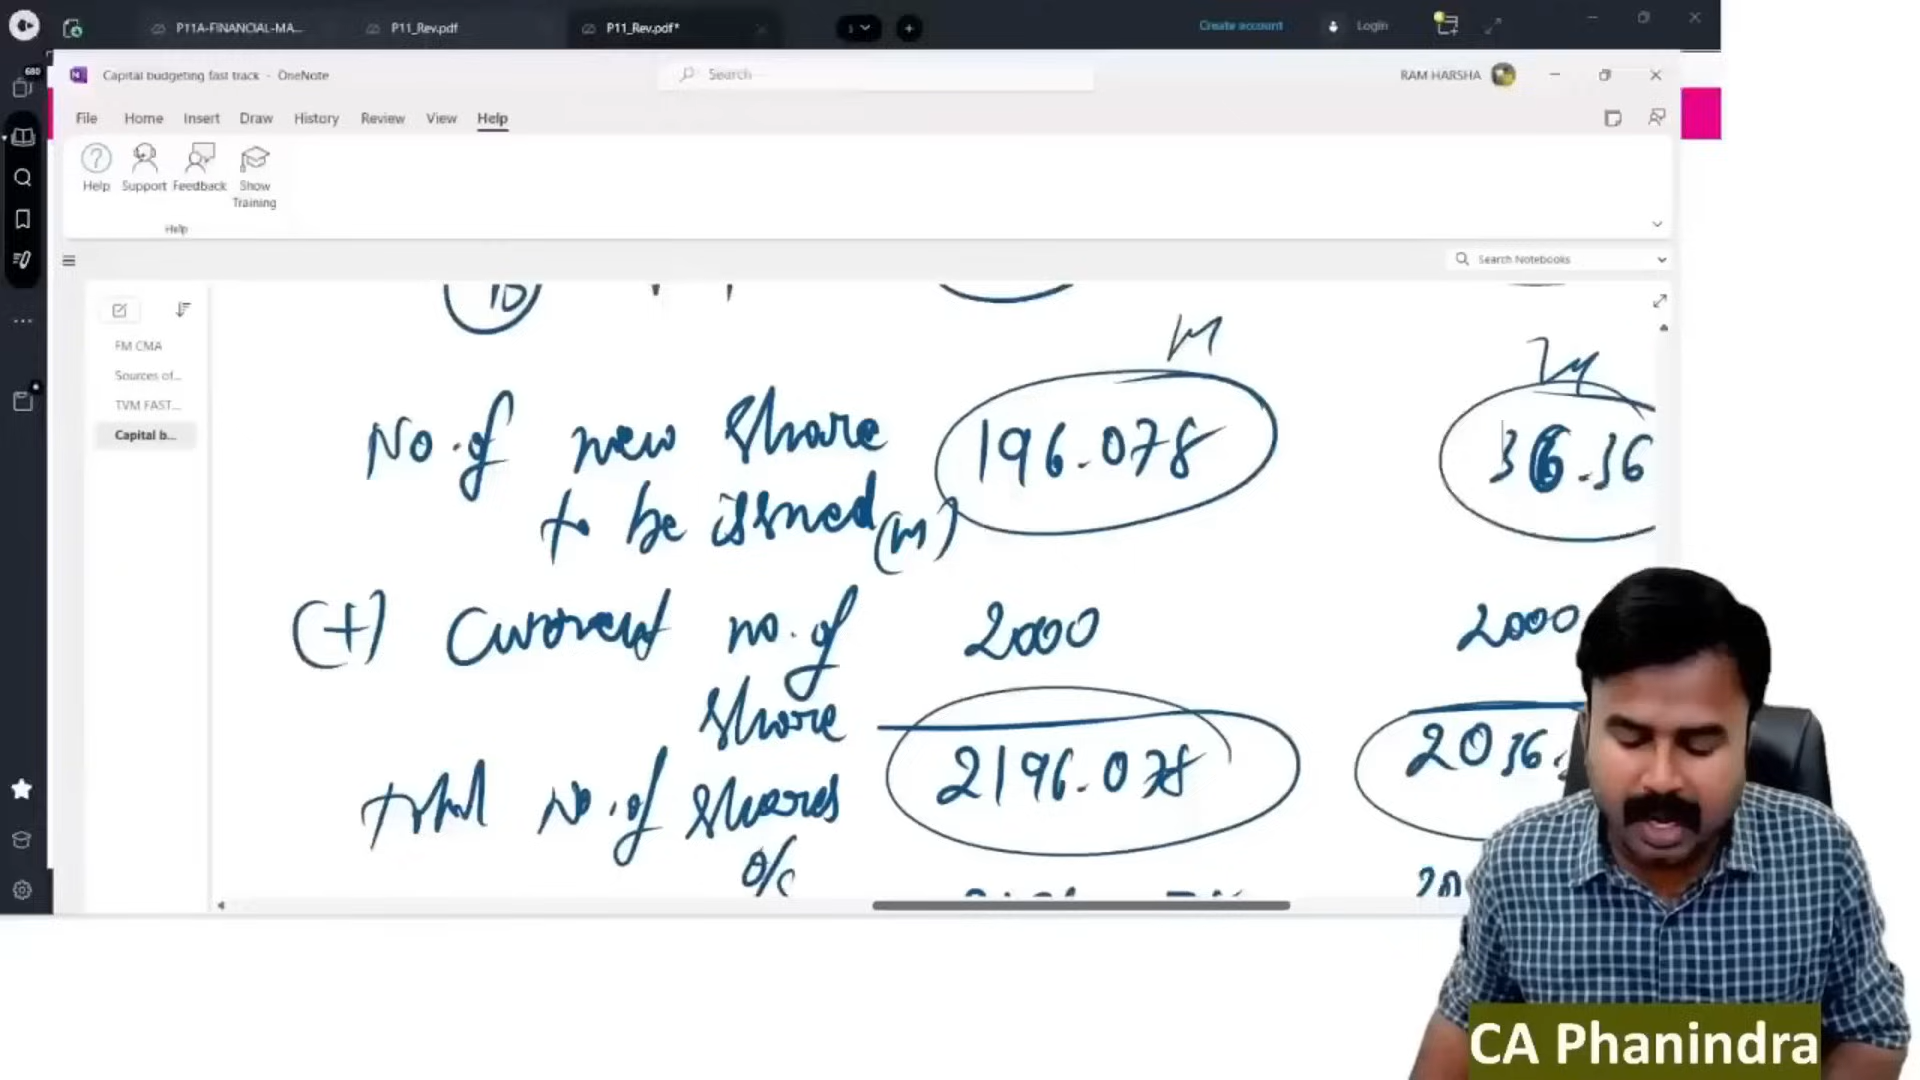 P11A-FINANCIAL-MA...
P11_Rev.pdf
P11_Rev.pdf*
Create account
Login
680
Capital budgeting fast track - OneNote
Search
RAM HARSHA
File Home Insert Draw History Review View Help
Help Support Feedback Show Training
Help
Search Notebooks
FM CMA
Sources of...
TVM FAST...
Capital b...
10
M
M
No. of new share 196.078 36.36
to be issued (M)
(+) Current no. of 2000 2000
share
total No. of shares 2196.078 2036.
o/s
CA Phanindra